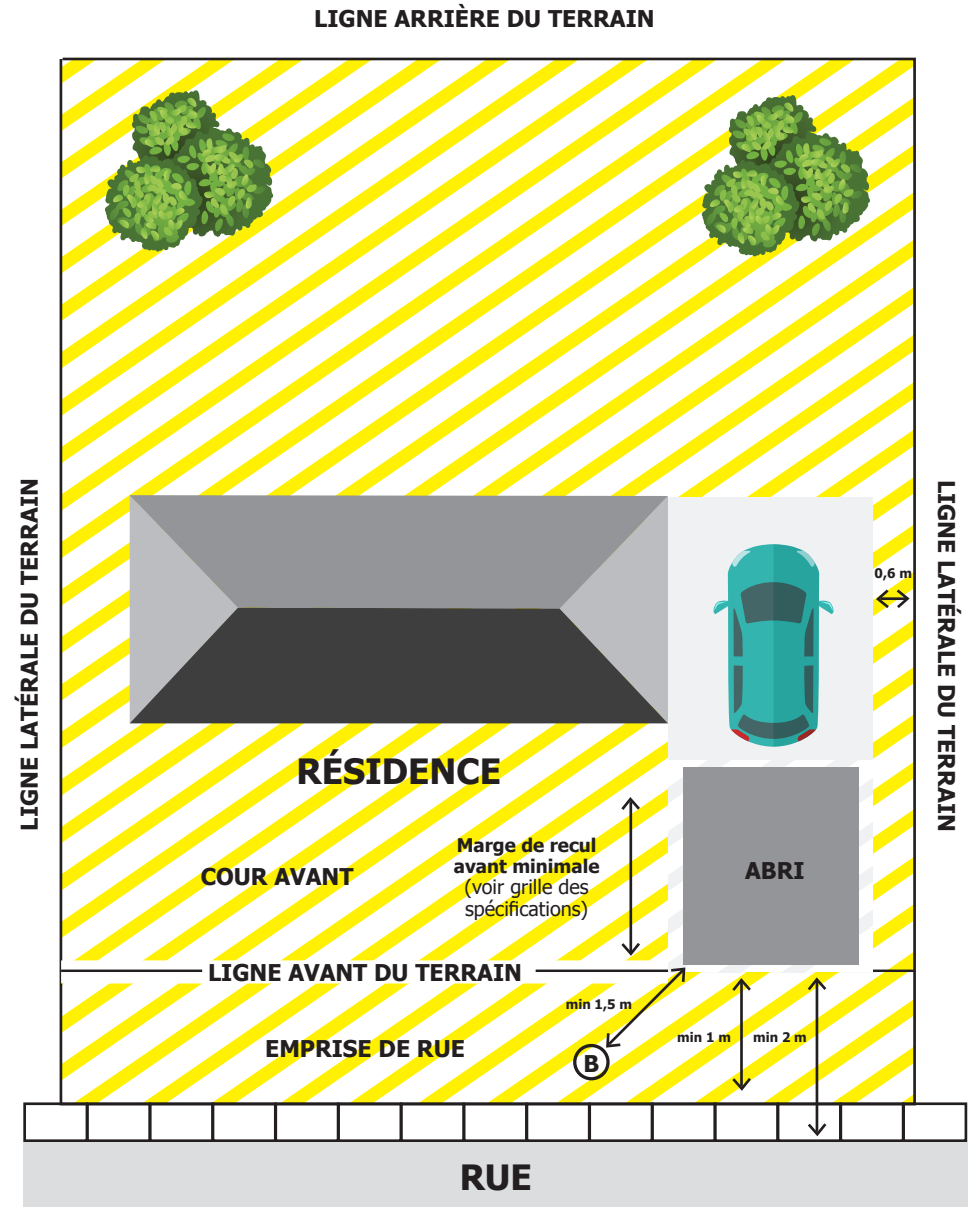 LIGNE ARRIÈRE DU TERRAIN
LIGNE LATÉRALE DU TERRAIN
LIGNE LATÉRALE DU TERRAIN
0,6 m
RÉSIDENCE
COUR AVANT
Marge de recul
avant minimale
(voir grille des
spécifications)
ABRI
LIGNE AVANT DU TERRAIN
min 1,5 m
min 1 m
min 2 m
EMPRISE DE RUE
B
RUE